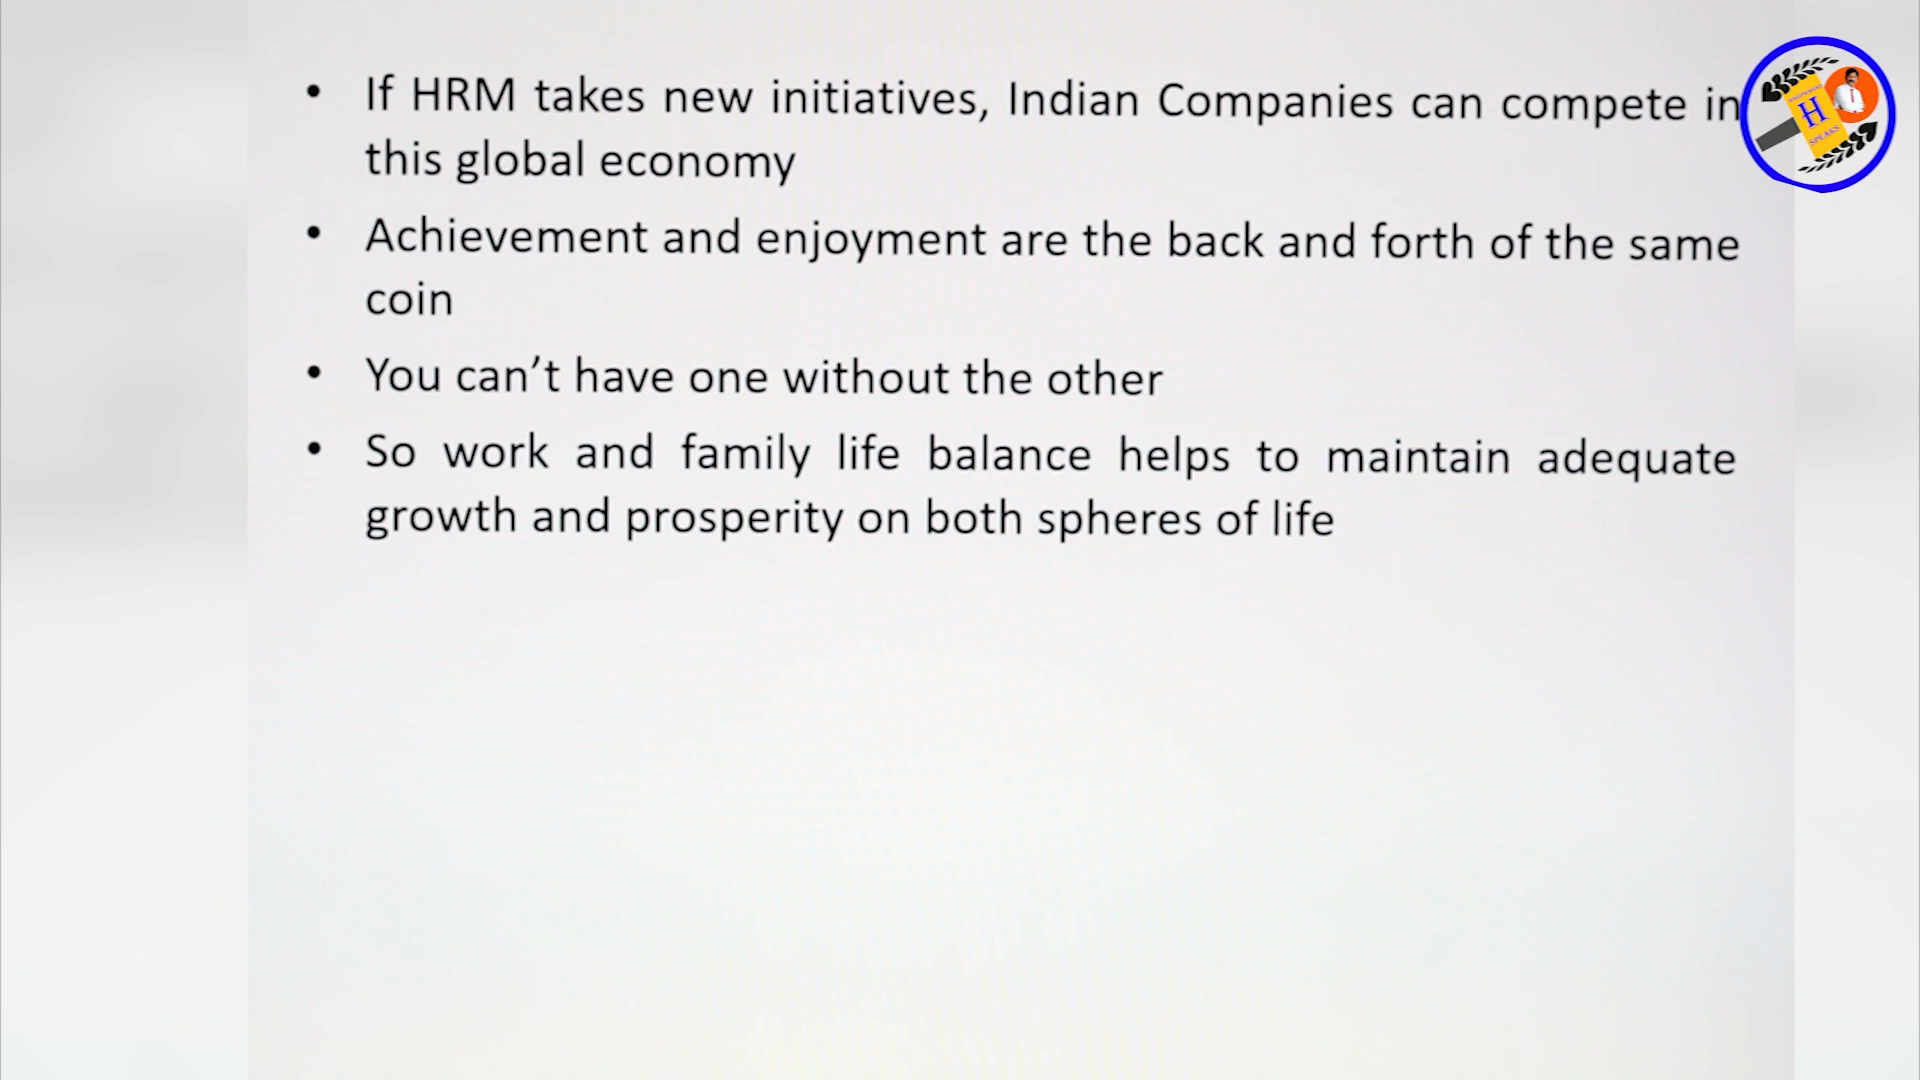 • If HRM takes new initiatives, Indian Companies can compete in
this global economy
• Achievement and enjoyment are the back and forth of the same
coin
• You can’t have one without the other
• So work and family life balance helps to maintain adequate
growth and prosperity on both spheres of life
H
SPEAKS